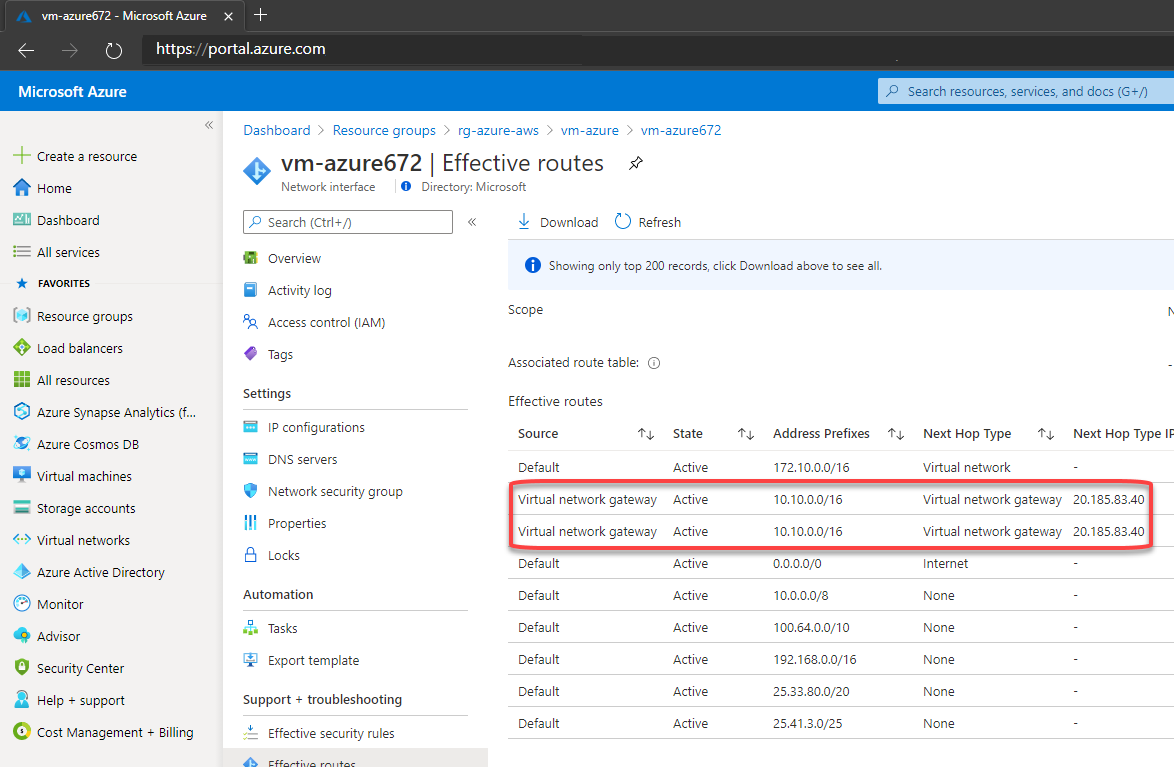 vm-azure672 - Microsoft Azure
https://portal.azure.com
Microsoft Azure
Search resources, services, and docs (G+/)
Create a resource
Home
Dashboard
All services
FAVORITES
Resource groups
Load balancers
All resources
Azure Synapse Analytics (f...
Azure Cosmos DB
Virtual machines
Storage accounts
Virtual networks
Azure Active Directory
Monitor
Advisor
Security Center
Help + support
Cost Management + Billing
Dashboard > Resource groups > rg-azure-aws > vm-azure > vm-azure672
vm-azure672 | Effective routes
Network interface Directory: Microsoft
Search (Ctrl+/)
Overview
Activity log
Access control (IAM)
Tags
Settings
IP configurations
DNS servers
Network security group
Properties
Locks
Automation
Tasks
Export template
Support + troubleshooting
Effective security rules
Effective routes
Download Refresh
Showing only top 200 records, click Download above to see all.
Scope
Associated route table: -
Effective routes
Source State Address Prefixes Next Hop Type Next Hop Type IP
Default Active 172.10.0.0/16 Virtual network -
Virtual network gateway Active 10.10.0.0/16 Virtual network gateway 20.185.83.40
Virtual network gateway Active 10.10.0.0/16 Virtual network gateway 20.185.83.40
Default Active 0.0.0.0/0 Internet -
Default Active 10.0.0.0/8 None -
Default Active 100.64.0.0/10 None -
Default Active 192.168.0.0/16 None -
Default Active 25.33.80.0/20 None -
Default Active 25.41.3.0/25 None -